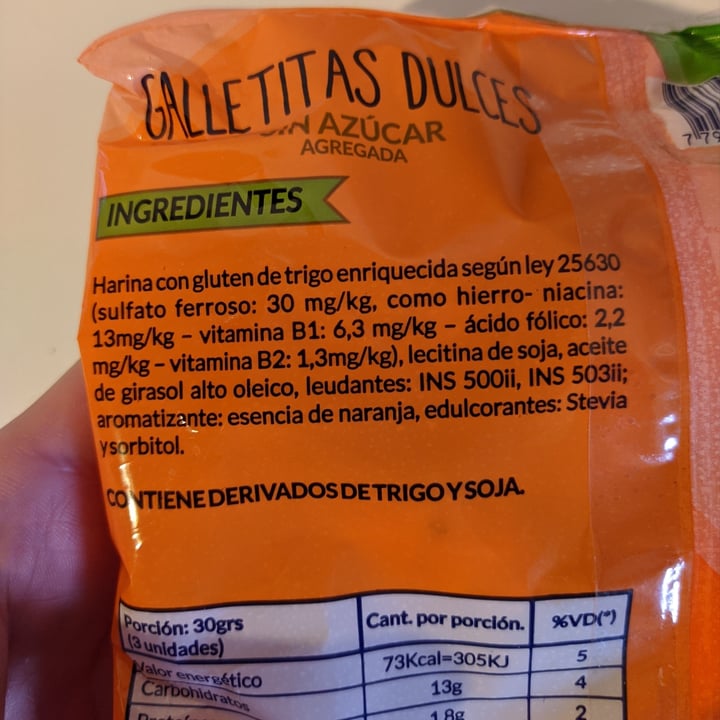 GALLETITAS DULCES
SIN AZÚCAR
AGREGADA
INGREDIENTES
Harina con gluten de trigo enriquecida según ley 25630
(sulfato ferroso: 30 mg/kg, como hierro- niacina:
13mg/kg – vitamina B1: 6,3 mg/kg – ácido fólico: 2,2
mg/kg – vitamina B2: 1,3mg/kg), lecitina de soja, aceite
de girasol alto oleico, leudantes: INS 500ii, INS 503ii;
aromatizante: esencia de naranja, edulcorantes: Stevia
y sorbitol.
CONTIENE DERIVADOS DE TRIGO Y SOJA.
Porción: 30grs
(3 unidades) Cant. por porción. %VD(*)
Valor energético 73Kcal=305KJ 5
Carbohidratos 13g 4
1,8g 2